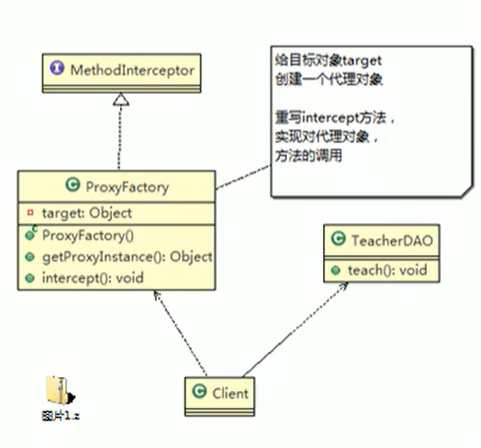 MethodInterceptor
给目标对象target
创建一个代理对象
重写intercept方法，
实现对代理对象，
方法的调用
ProxyFactory
target: Object
ProxyFactory()
getProxyInstance(): Object
intercept(): void
TeacherDAO
teach(): void
Client
图片1.z